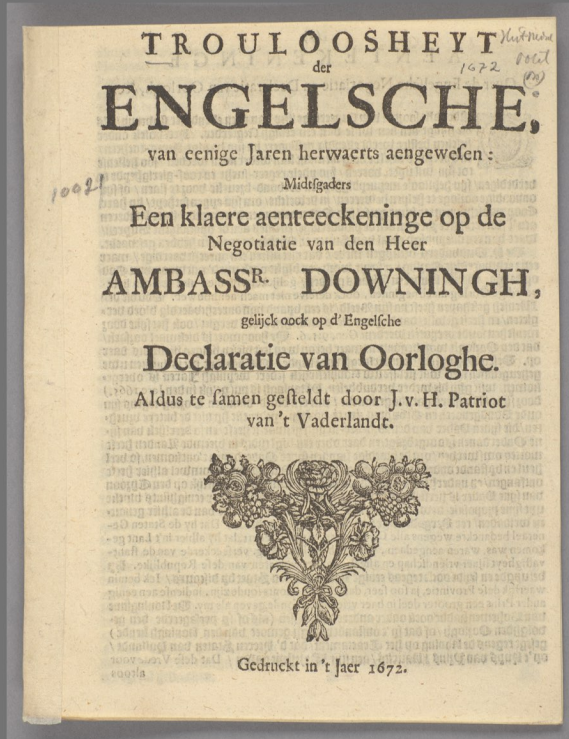 TROULOOSHEYT
der
ENGELSCHE,
van eenige Jaren herwaerts aengewesen:
Midtsgaders
Een klaere aenteeckeninge op de
Negotiatie van den Heer
AMBASSR. DOWNINGH,
gelijck oock op d'Engelsche
Declaratie van Oorloghe.
Aldus te samen gesteldt door J. v. H. Patriot
van 't Vaderlandt.
Gedruckt in 't Jaer 1672.
1672
10021